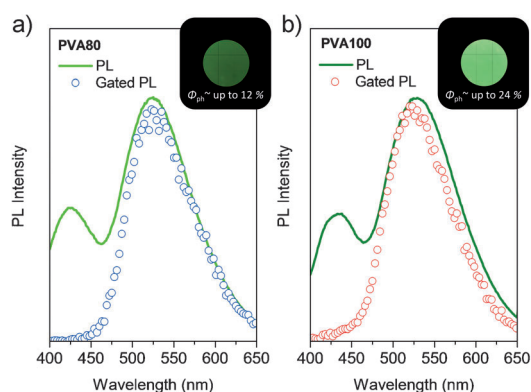 a)
PVA80
PL
Gated PL
Φph~ up to 12 %
PL Intensity
400 450 500 550 600 650
Wavelength (nm)
b)
PVA100
PL
Gated PL
Φph~ up to 24 %
PL Intensity
400 450 500 550 600 650
Wavelength (nm)